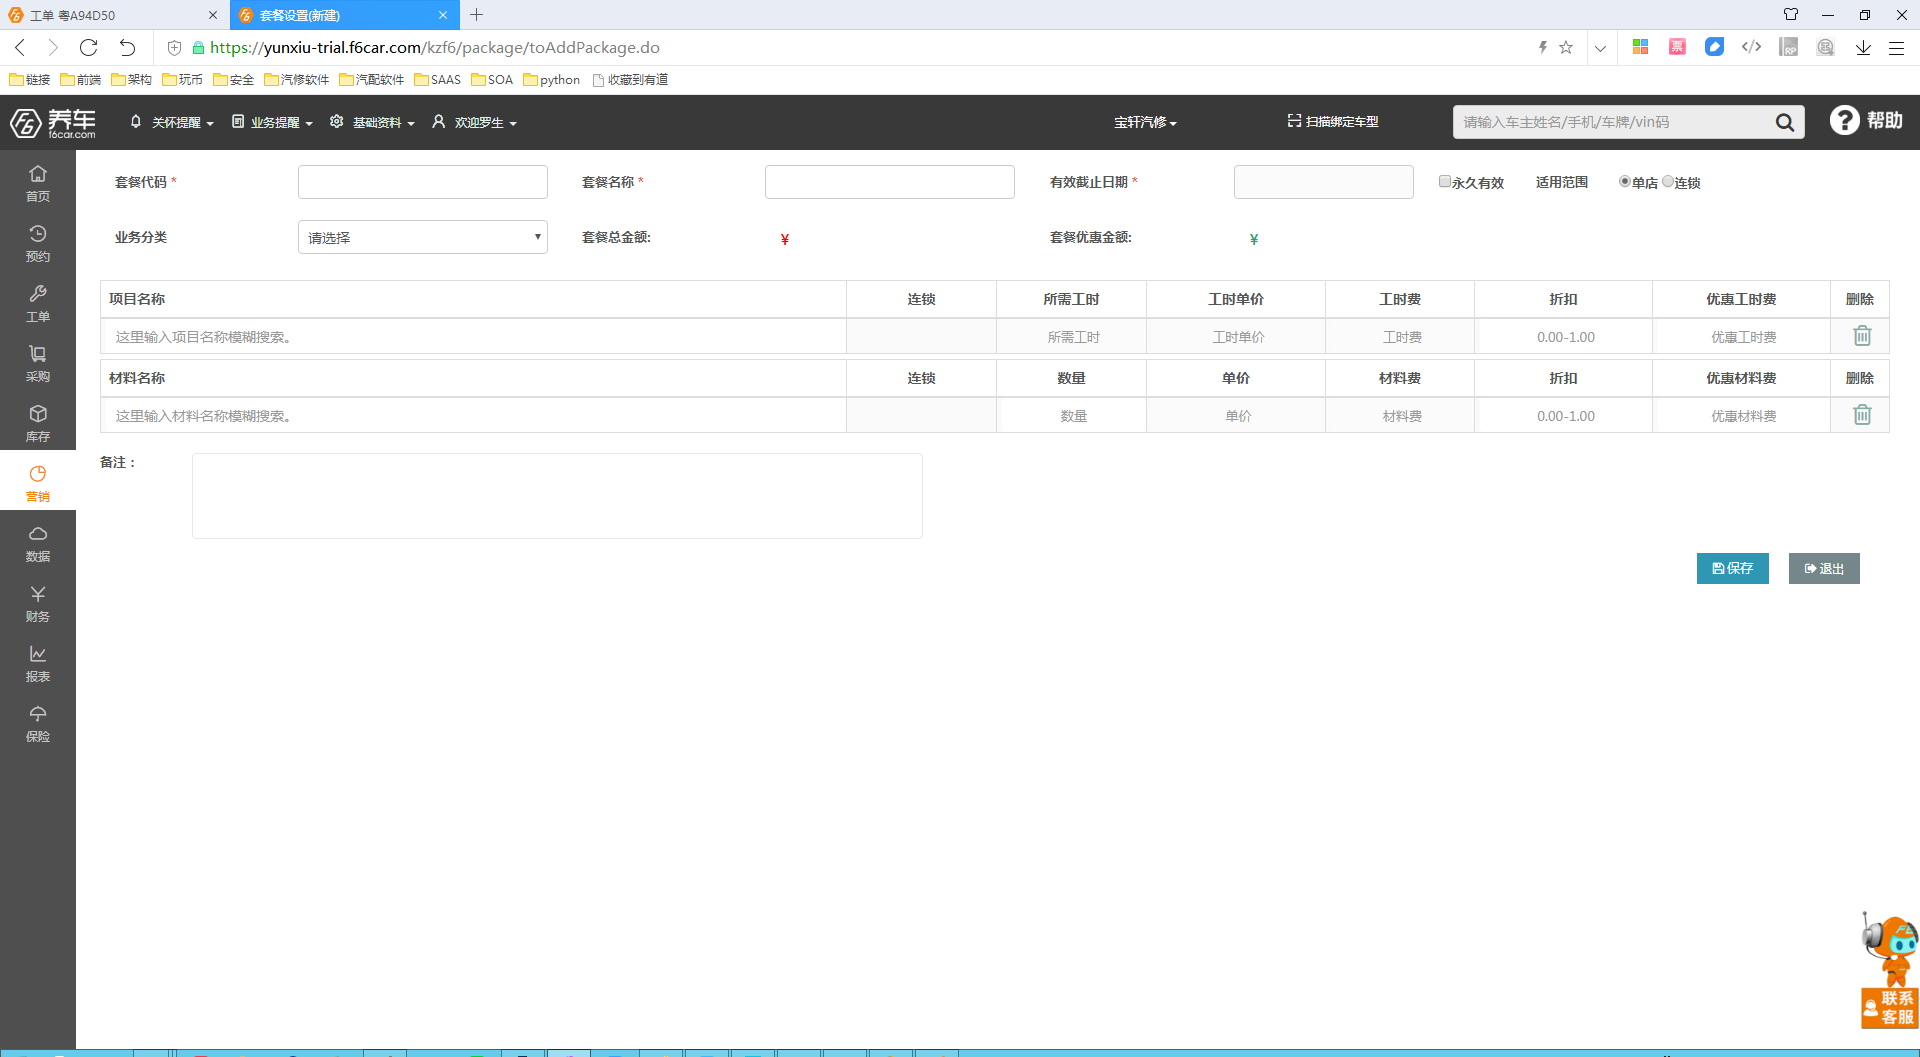 工单 粤A94D50
套餐设置(新建)
https://yunxiu-trial.f6car.com/kzf6/package/toAddPackage.do
链接 前端 架构 玩币 安全 汽修软件 汽配软件 SAAS SOA python 收藏到有道
养车
f6car.com
关怀提醒 业务提醒 基础资料 欢迎罗生 宝轩汽修 扫描绑定车型 请输入车主姓名/手机/车牌/vin码 帮助
首页
预约
工单
采购
库存
营销
数据
财务
报表
保险
套餐代码 * 套餐名称 * 有效截止日期 * 永久有效 适用范围 单店 连锁
业务分类 请选择 套餐总金额: ¥ 套餐优惠金额: ¥
项目名称 连锁 所需工时 工时单价 工时费 折扣 优惠工时费 删除
这里输入项目名称模糊搜索。 所需工时 工时单价 工时费 0.00-1.00 优惠工时费
材料名称 连锁 数量 单价 材料费 折扣 优惠材料费 删除
这里输入材料名称模糊搜索。 数量 单价 材料费 0.00-1.00 优惠材料费
备注：
保存 退出
联系
客服